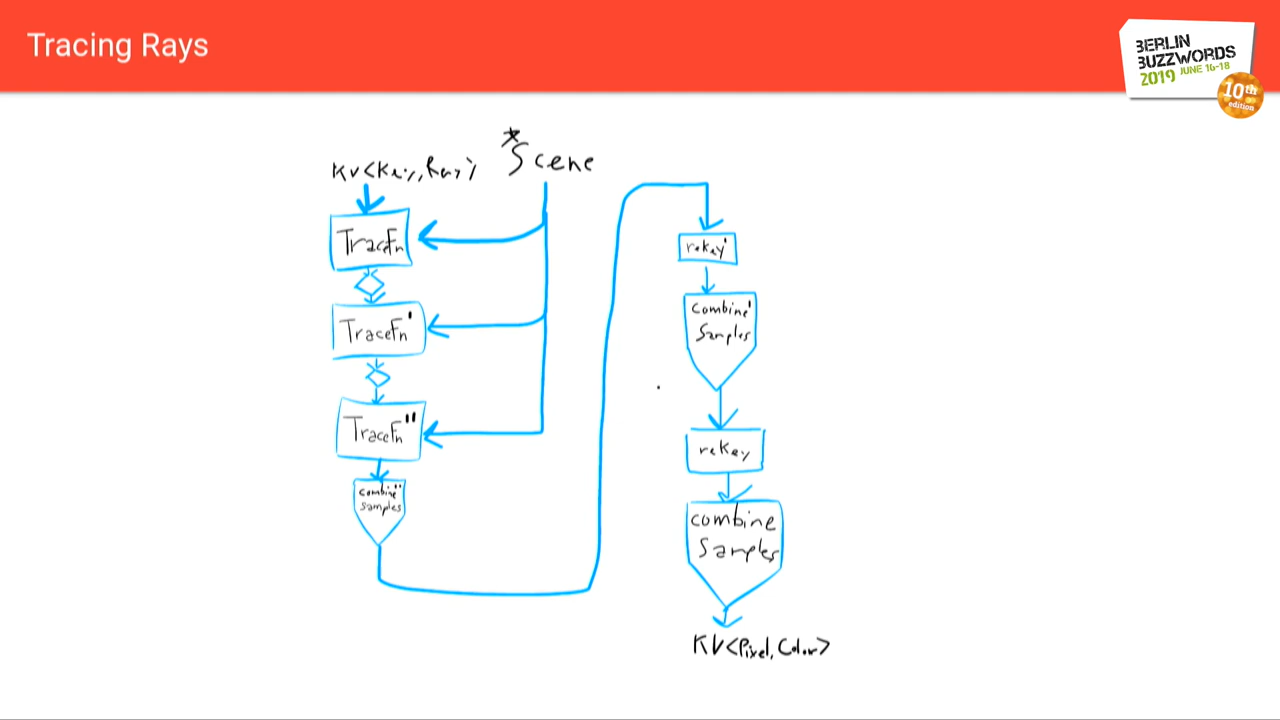 Tracing Rays
BERLIN
BUZZWORDS
2019 JUNE 16-18
10th
edition
KV<Key,Ray>
*Scene
TraceFn
TraceFn'
TraceFn''
combine''
samples
rekey'
combine'
Samples
reKey
combine
Samples
KV<Pixel,Color>